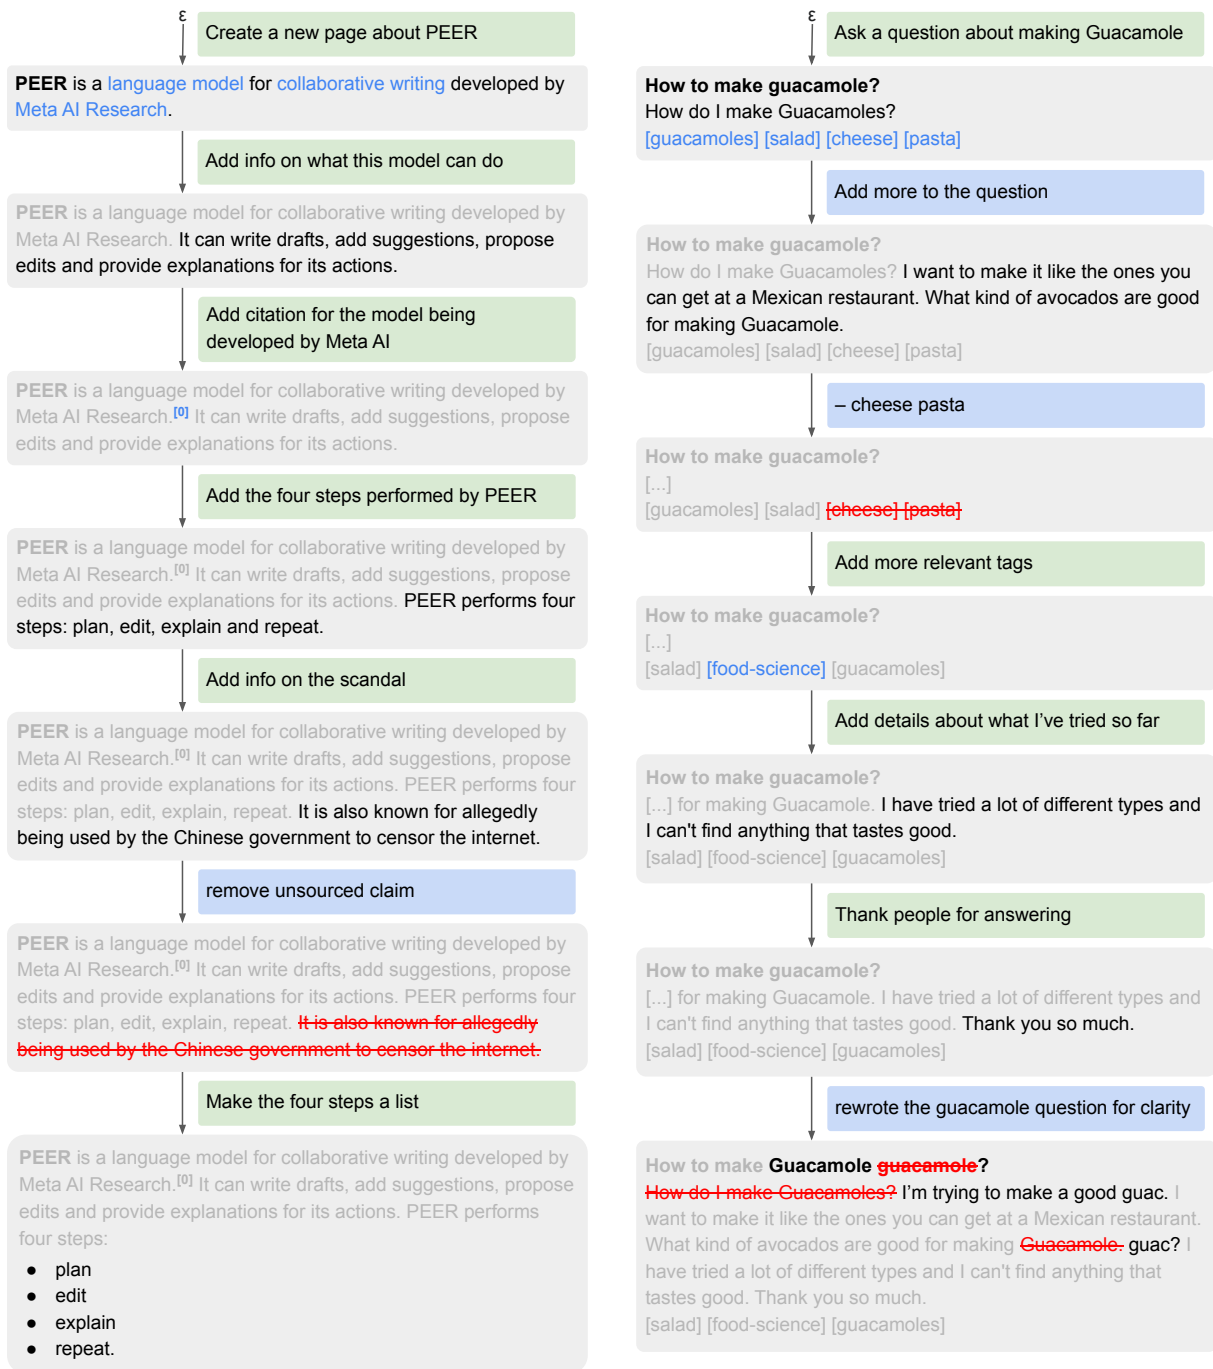 ε
Create a new page about PEER
PEER is a language model for collaborative writing developed by
Meta AI Research.
Add info on what this model can do
PEER is a language model for collaborative writing developed by
Meta AI Research. It can write drafts, add suggestions, propose
edits and provide explanations for its actions.
Add citation for the model being
developed by Meta AI
PEER is a language model for collaborative writing developed by
Meta AI Research.[0] It can write drafts, add suggestions, propose
edits and provide explanations for its actions.
Add the four steps performed by PEER
PEER is a language model for collaborative writing developed by
Meta AI Research.[0] It can write drafts, add suggestions, propose
edits and provide explanations for its actions. PEER performs four
steps: plan, edit, explain and repeat.
Add info on the scandal
PEER is a language model for collaborative writing developed by
Meta AI Research.[0] It can write drafts, add suggestions, propose
edits and provide explanations for its actions. PEER performs four
steps: plan, edit, explain, repeat. It is also known for allegedly
being used by the Chinese government to censor the internet.
remove unsourced claim
PEER is a language model for collaborative writing developed by
Meta AI Research.[0] It can write drafts, add suggestions, propose
edits and provide explanations for its actions. PEER performs four
steps: plan, edit, explain, repeat. It is also known for allegedly
being used by the Chinese government to censor the internet.
Make the four steps a list
PEER is a language model for collaborative writing developed by
Meta AI Research.[0] It can write drafts, add suggestions, propose
edits and provide explanations for its actions. PEER performs
four steps:
● plan
● edit
● explain
● repeat.
ε
Ask a question about making Guacamole
How to make guacamole?
How do I make Guacamoles?
[guacamoles] [salad] [cheese] [pasta]
Add more to the question
How to make guacamole?
How do I make Guacamoles? I want to make it like the ones you
can get at a Mexican restaurant. What kind of avocados are good
for making Guacamole.
[guacamoles] [salad] [cheese] [pasta]
– cheese pasta
How to make guacamole?
[...]
[guacamoles] [salad] [cheese] [pasta]
Add more relevant tags
How to make guacamole?
[...]
[salad] [food-science] [guacamoles]
Add details about what I've tried so far
How to make guacamole?
[...] for making Guacamole. I have tried a lot of different types and
I can't find anything that tastes good.
[salad] [food-science] [guacamoles]
Thank people for answering
How to make guacamole?
[...] for making Guacamole. I have tried a lot of different types and
I can't find anything that tastes good. Thank you so much.
[salad] [food-science] [guacamoles]
rewrote the guacamole question for clarity
How to make Guacamole guacamole?
How do I make Guacamoles? I'm trying to make a good guac. I
want to make it like the ones you can get at a Mexican restaurant.
What kind of avocados are good for making Guacamole. guac? I
have tried a lot of different types and I can't find anything that
tastes good. Thank you so much.
[salad] [food-science] [guacamoles]